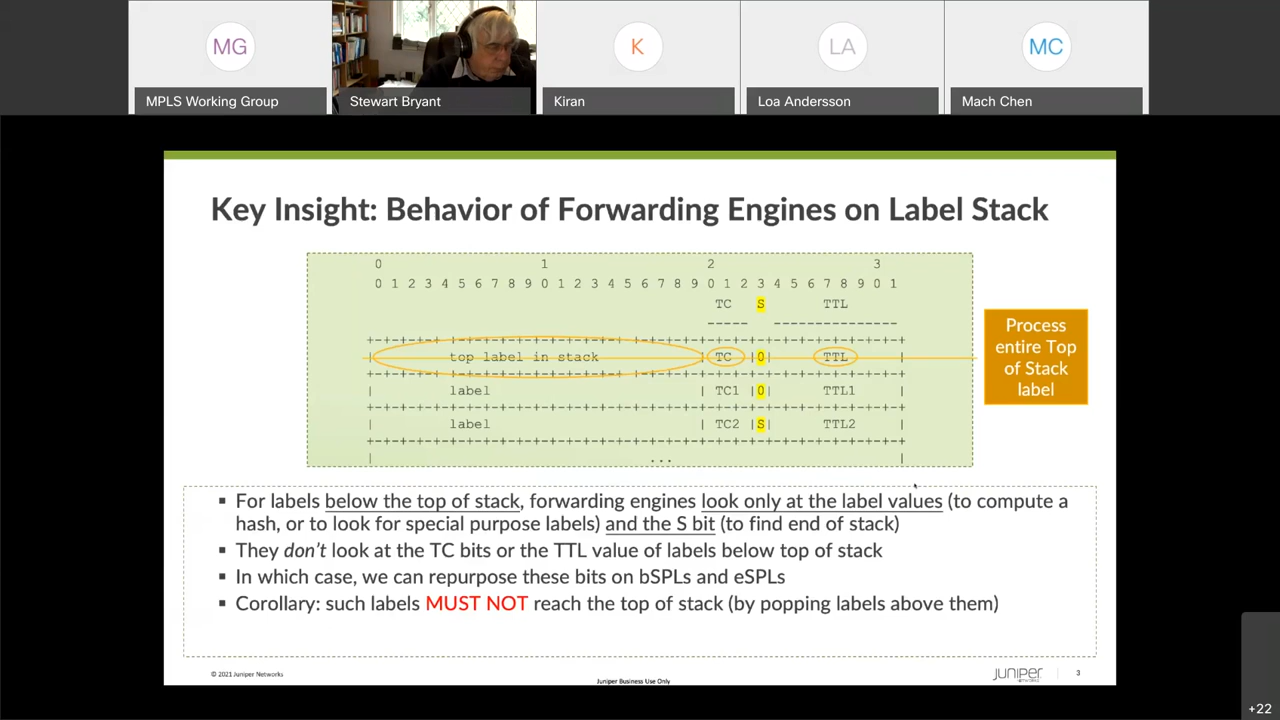 MG
K
LA
MC
MPLS Working Group
Stewart Bryant
Kiran
Loa Andersson
Mach Chen
Key Insight: Behavior of Forwarding Engines on Label Stack
0 1 2 3
0 1 2 3 4 5 6 7 8 9 0 1 2 3 4 5 6 7 8 9 0 1 2 3 4 5 6 7 8 9 0 1
TC S TTL
----- ---------------
+-+-+-+-+-+-+-+-+-+-+-+-+-+-+-+-+-+-+-+-+-+-+-+-+-+-+-+-+-+-+-+-+
| top label in stack | TC |0| TTL |
+-+-+-+-+-+-+-+-+-+-+-+-+-+-+-+-+-+-+-+-+-+-+-+-+-+-+-+-+-+-+-+-+
| label | TC1 |0| TTL1 |
+-+-+-+-+-+-+-+-+-+-+-+-+-+-+-+-+-+-+-+-+-+-+-+-+-+-+-+-+-+-+-+-+
| label | TC2 |S| TTL2 |
+-+-+-+-+-+-+-+-+-+-+-+-+-+-+-+-+-+-+-+-+-+-+-+-+-+-+-+-+-+-+-+-+
| ... |
Process
entire Top
of Stack
label
▪ For labels below the top of stack, forwarding engines look only at the label values (to compute a
hash, or to look for special purpose labels) and the S bit (to find end of stack)
▪ They don't look at the TC bits or the TTL value of labels below top of stack
▪ In which case, we can repurpose these bits on bSPLs and eSPLs
▪ Corollary: such labels MUST NOT reach the top of stack (by popping labels above them)
© 2021 Juniper Networks
Juniper Business Use Only
JUNIPER
NETWORKS
3
+22